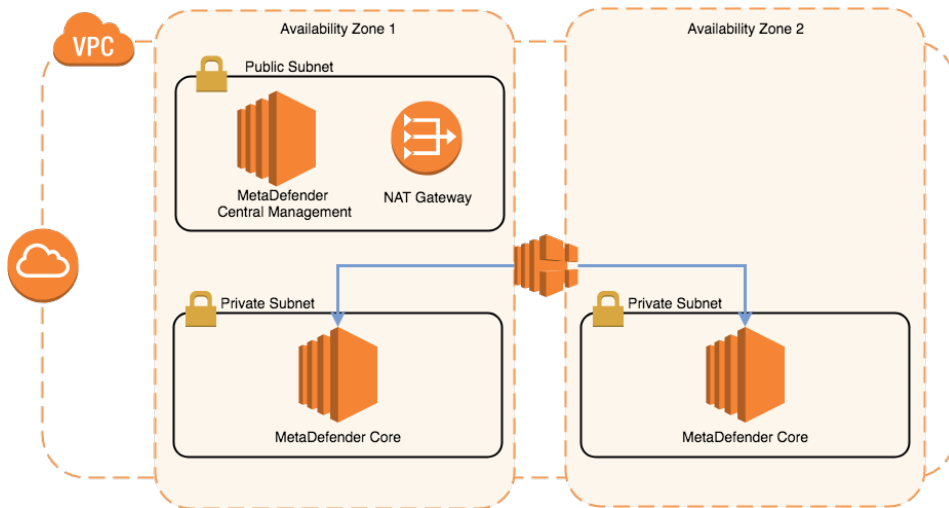 Availability Zone 1
Availability Zone 2
VPC
Public Subnet
MetaDefender
Central Management
NAT Gateway
Private Subnet
Private Subnet
MetaDefender Core
MetaDefender Core